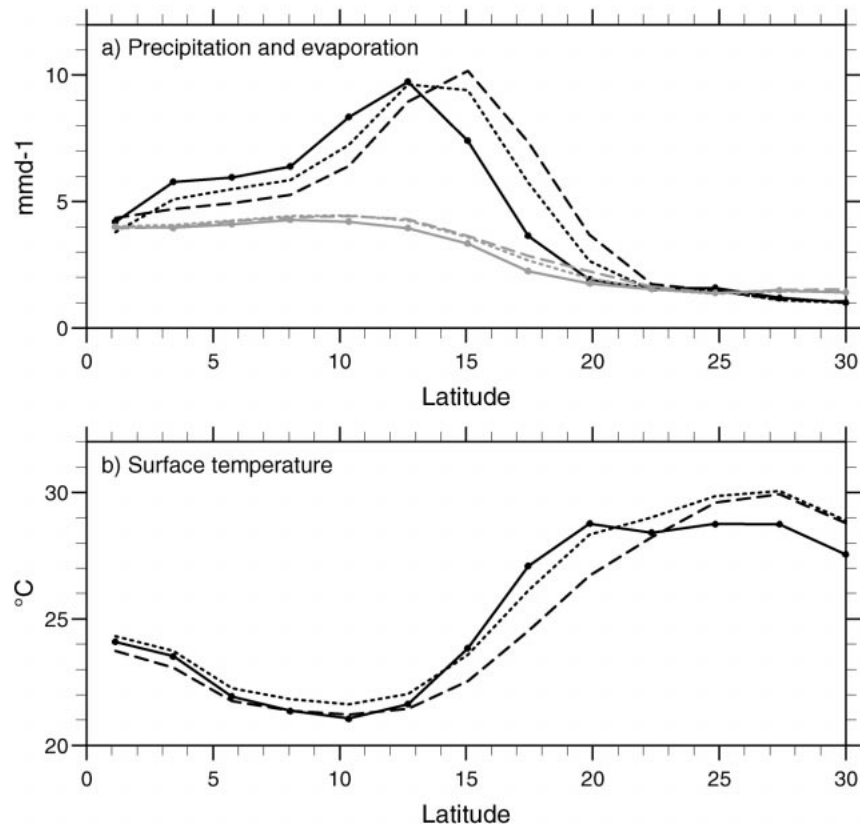 a) Precipitation and evaporation
10
5
0
mmd-1
0 5 10 15 20 25 30
Latitude
b) Surface temperature
30
25
20
°C
0 5 10 15 20 25 30
Latitude